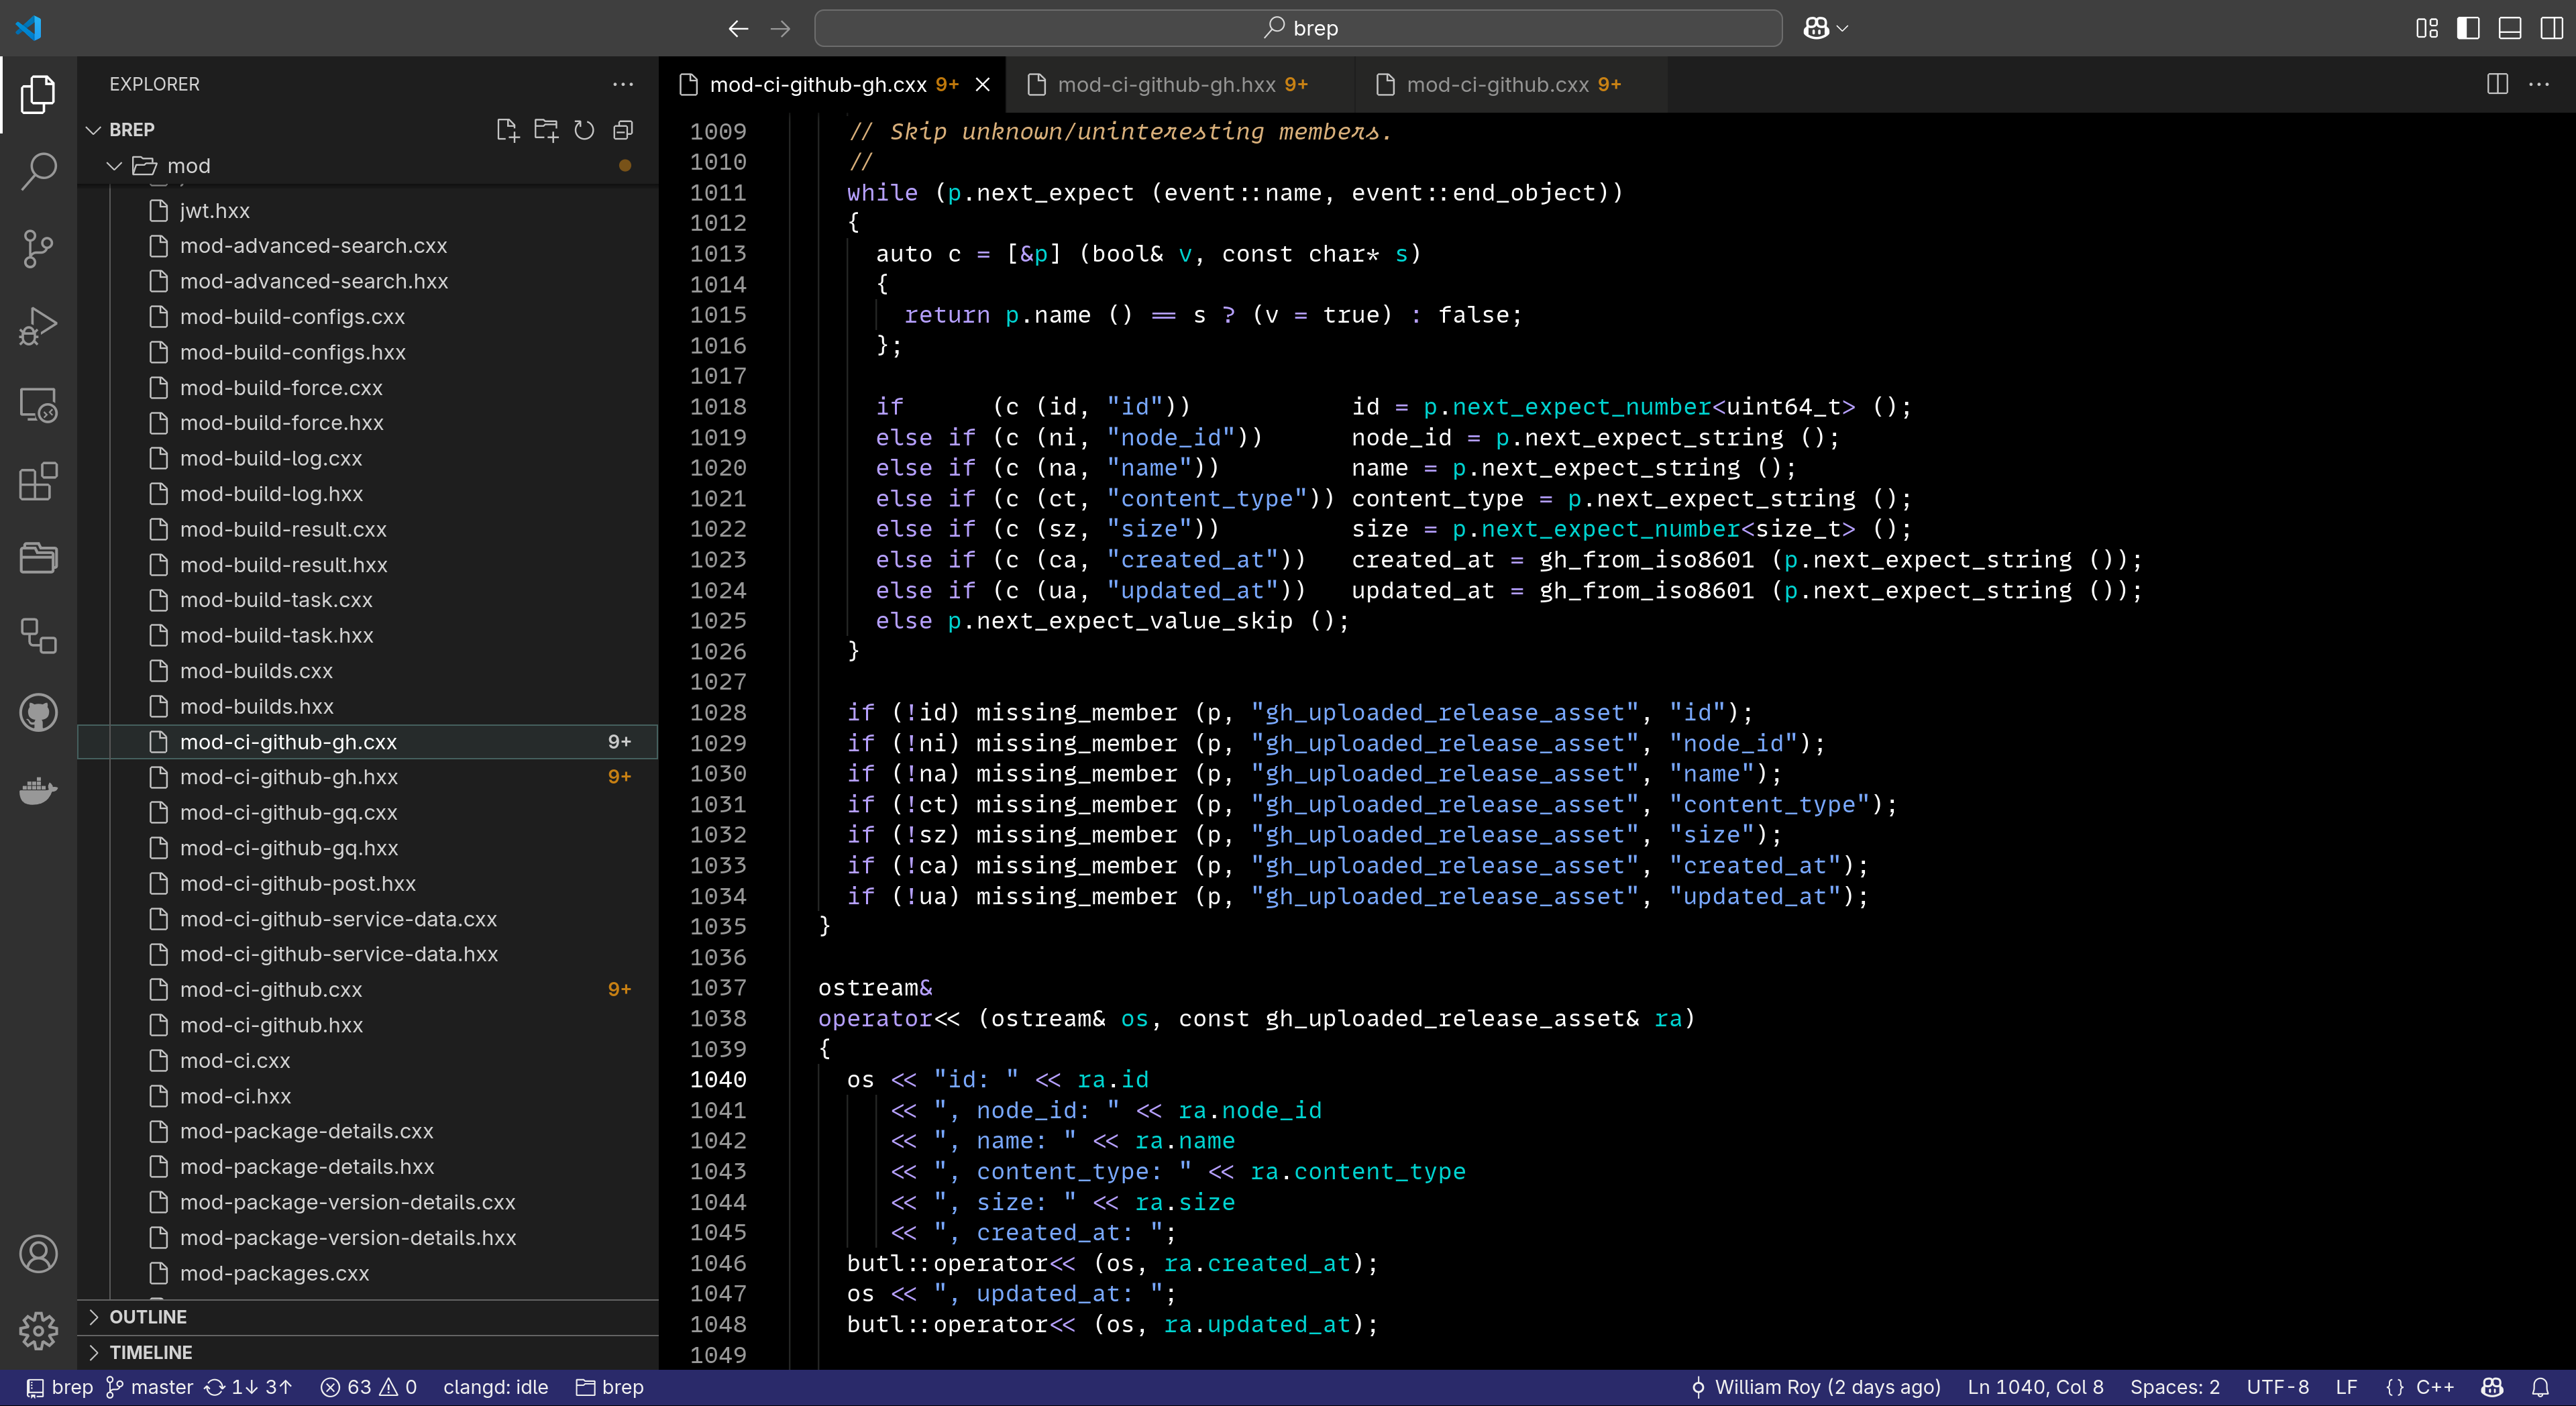 brep
EXPLORER
BREP
mod
jwt.hxx
mod-advanced-search.cxx
mod-advanced-search.hxx
mod-build-configs.cxx
mod-build-configs.hxx
mod-build-force.cxx
mod-build-force.hxx
mod-build-log.cxx
mod-build-log.hxx
mod-build-result.cxx
mod-build-result.hxx
mod-build-task.cxx
mod-build-task.hxx
mod-builds.cxx
mod-builds.hxx
mod-ci-github-gh.cxx 9+
mod-ci-github-gh.hxx 9+
mod-ci-github-gq.cxx
mod-ci-github-gq.hxx
mod-ci-github-post.hxx
mod-ci-github-service-data.cxx
mod-ci-github-service-data.hxx
mod-ci-github.cxx 9+
mod-ci-github.hxx
mod-ci.cxx
mod-ci.hxx
mod-package-details.cxx
mod-package-details.hxx
mod-package-version-details.cxx
mod-package-version-details.hxx
mod-packages.cxx
OUTLINE
TIMELINE
mod-ci-github-gh.cxx 9+ mod-ci-github-gh.hxx 9+ mod-ci-github.cxx 9+
1009 // Skip unknown/uninteresting members.
1010 //
1011 while (p.next_expect (event::name, event::end_object))
1012 {
1013 auto c = [&p] (bool& v, const char* s)
1014 {
1015 return p.name () == s ? (v = true) : false;
1016 };
1017
1018 if (c (id, "id")) id = p.next_expect_number<uint64_t> ();
1019 else if (c (ni, "node_id")) node_id = p.next_expect_string ();
1020 else if (c (na, "name")) name = p.next_expect_string ();
1021 else if (c (ct, "content_type")) content_type = p.next_expect_string ();
1022 else if (c (sz, "size")) size = p.next_expect_number<size_t> ();
1023 else if (c (ca, "created_at")) created_at = gh_from_iso8601 (p.next_expect_string ());
1024 else if (c (ua, "updated_at")) updated_at = gh_from_iso8601 (p.next_expect_string ());
1025 else p.next_expect_value_skip ();
1026 }
1027
1028 if (!id) missing_member (p, "gh_uploaded_release_asset", "id");
1029 if (!ni) missing_member (p, "gh_uploaded_release_asset", "node_id");
1030 if (!na) missing_member (p, "gh_uploaded_release_asset", "name");
1031 if (!ct) missing_member (p, "gh_uploaded_release_asset", "content_type");
1032 if (!sz) missing_member (p, "gh_uploaded_release_asset", "size");
1033 if (!ca) missing_member (p, "gh_uploaded_release_asset", "created_at");
1034 if (!ua) missing_member (p, "gh_uploaded_release_asset", "updated_at");
1035 }
1036
1037 ostream&
1038 operator<< (ostream& os, const gh_uploaded_release_asset& ra)
1039 {
1040 os << "id: " << ra.id
1041 << ", node_id: " << ra.node_id
1042 << ", name: " << ra.name
1043 << ", content_type: " << ra.content_type
1044 << ", size: " << ra.size
1045 << ", created_at: ";
1046 butl::operator<< (os, ra.created_at);
1047 os << ", updated_at: ";
1048 butl::operator<< (os, ra.updated_at);
1049
brep master 1↓ 3↑ 63 0 clangd: idle brep William Roy (2 days ago) Ln 1040, Col 8 Spaces: 2 UTF-8 LF {} C++